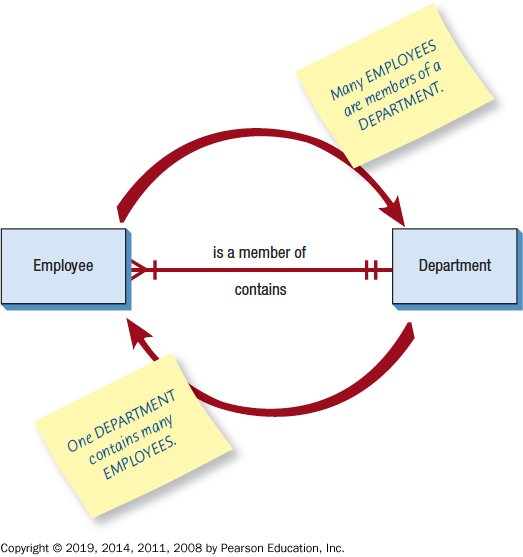 Many EMPLOYEES
are members of a
DEPARTMENT.
is a member of
Employee
Department
contains
One DEPARTMENT
contains many
EMPLOYEES.
Copyright © 2019, 2014, 2011, 2008 by Pearson Education, Inc.